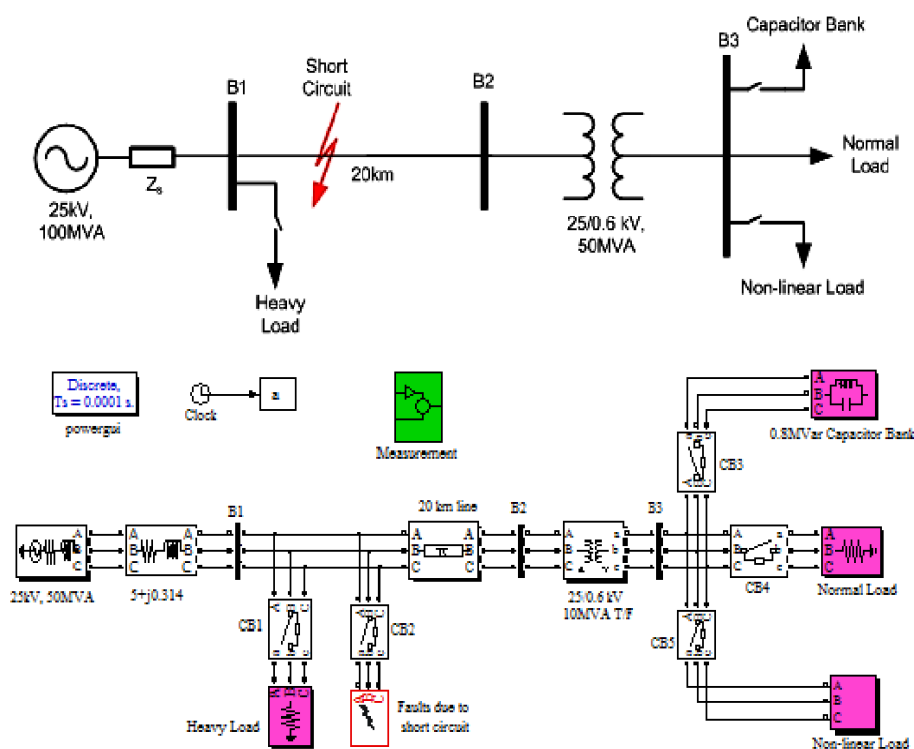 Capacitor Bank
B3
Short
Circuit
B1
B2
Normal
Load
Zs
20km
25kV,
100MVA
25/0.6 kV,
50MVA
Heavy
Load
Non-linear Load
Discrete,
Ts = 0.0001 s.
powergui
Clock
a
Measurement
A
B
C
0.8MVar Capacitor Bank
CB3
B1
20 km line
B2
B3
A
B
C
A
B
C
A
B
C
A
B
C
A
B
C
A
B
C
A
B
C
a
b
c
A
B
C
a
b
c
A
B
C
25kV, 50MVA
5+j0.314
25/0.6 kV
10MVA T/F
CB4
Normal Load
CB1
CB2
CB5
A
B
C
Heavy Load
Faults due to
short circuit
A
B
C
Non-linear Load